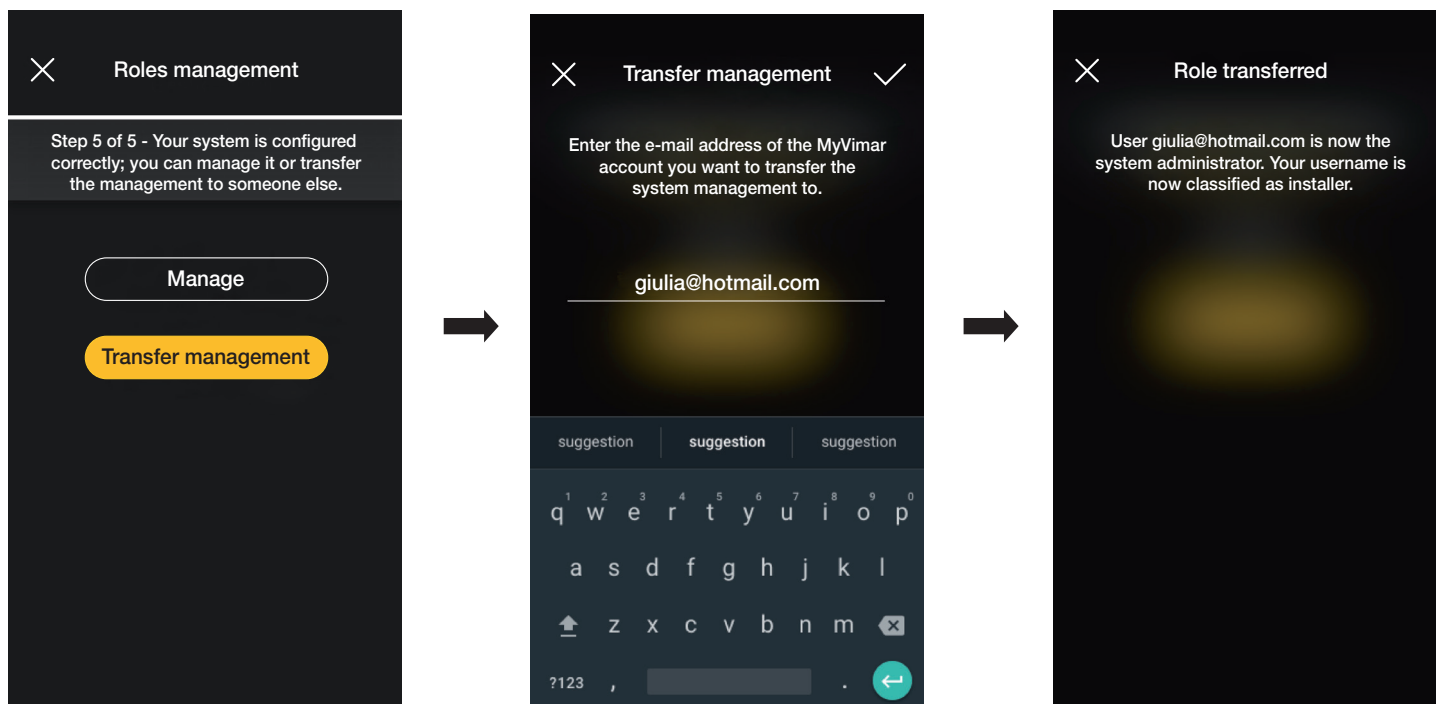 Roles management
Step 5 of 5 - Your system is configured
correctly; you can manage it or transfer
the management to someone else.
Manage
Transfer management
Transfer management
Enter the e-mail address of the MyVimar
account you want to transfer the
system management to.
giulia@hotmail.com
suggestion suggestion suggestion
1 2 3 4 5 6 7 8 9 0
q w e r t y u i o p
a s d f g h j k l
z x c v b n m
?123 , .
Role transferred
User giulia@hotmail.com is now the
system administrator. Your username is
now classified as installer.